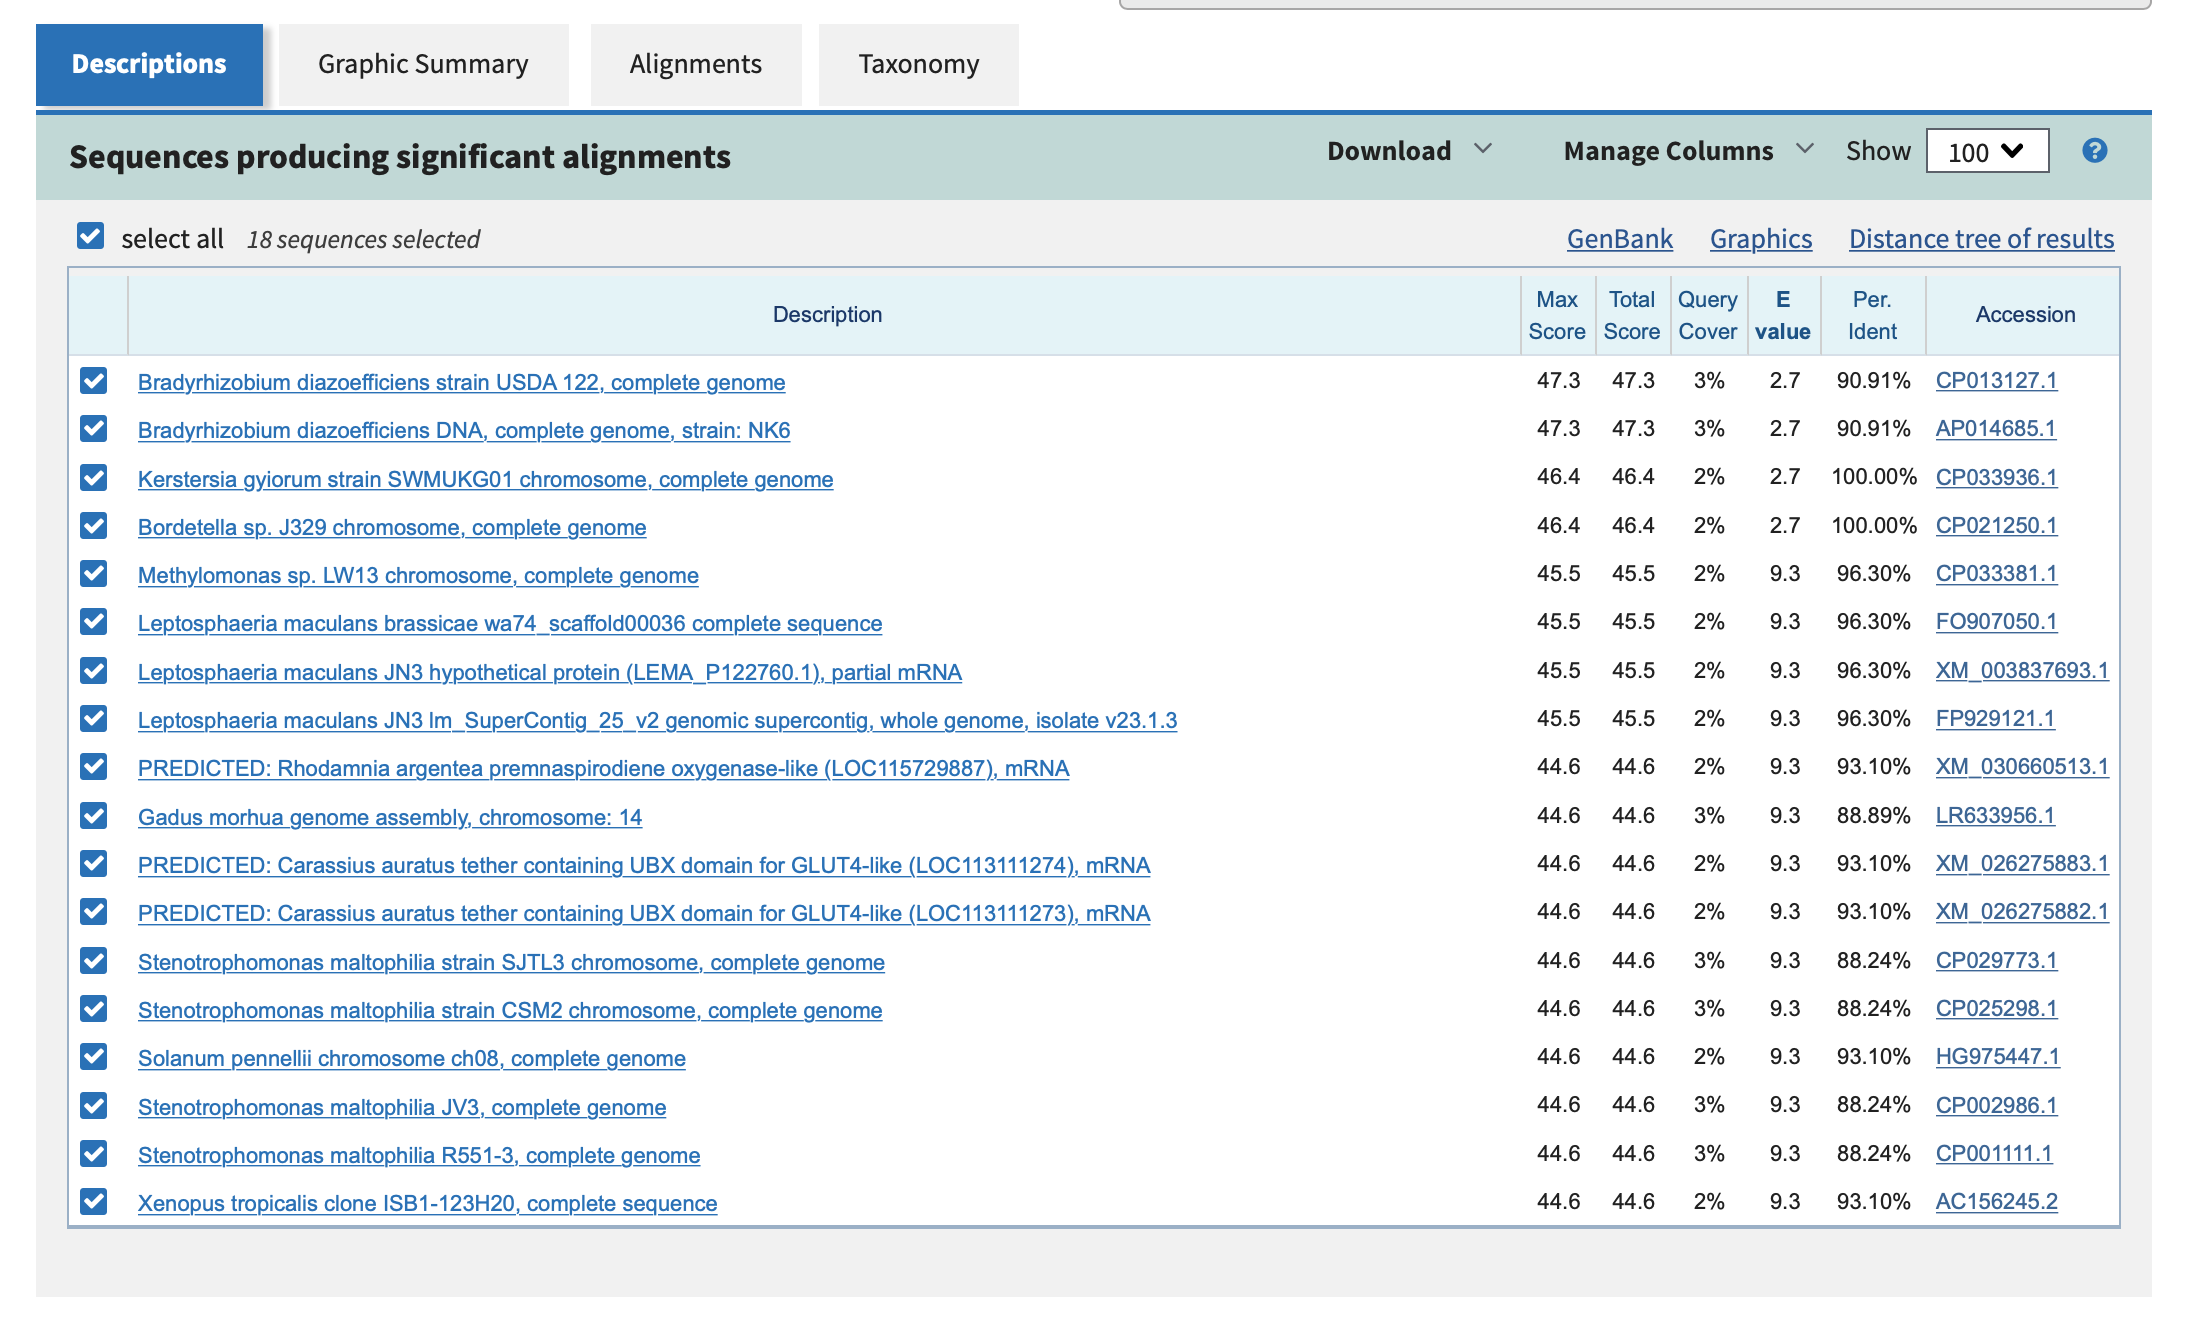 Descriptions Graphic Summary Alignments Taxonomy
Sequences producing significant alignments Download Manage Columns Show 100 ?
select all 18 sequences selected GenBank Graphics Distance tree of results
Description Max Score Total Score Query Cover E value Per. Ident Accession
Bradyrhizobium diazoefficiens strain USDA 122, complete genome 47.3 47.3 3% 2.7 90.91% CP013127.1
Bradyrhizobium diazoefficiens DNA, complete genome, strain: NK6 47.3 47.3 3% 2.7 90.91% AP014685.1
Kerstersia gyiorum strain SWMUKG01 chromosome, complete genome 46.4 46.4 2% 2.7 100.00% CP033936.1
Bordetella sp. J329 chromosome, complete genome 46.4 46.4 2% 2.7 100.00% CP021250.1
Methylomonas sp. LW13 chromosome, complete genome 45.5 45.5 2% 9.3 96.30% CP033381.1
Leptosphaeria maculans brassicae wa74_scaffold00036 complete sequence 45.5 45.5 2% 9.3 96.30% FO907050.1
Leptosphaeria maculans JN3 hypothetical protein (LEMA_P122760.1), partial mRNA 45.5 45.5 2% 9.3 96.30% XM_003837693.1
Leptosphaeria maculans JN3 lm_SuperContig_25_v2 genomic supercontig, whole genome, isolate v23.1.3 45.5 45.5 2% 9.3 96.30% FP929121.1
PREDICTED: Rhodamnia argentea premnaspirodiene oxygenase-like (LOC115729887), mRNA 44.6 44.6 2% 9.3 93.10% XM_030660513.1
Gadus morhua genome assembly, chromosome: 14 44.6 44.6 3% 9.3 88.89% LR633956.1
PREDICTED: Carassius auratus tether containing UBX domain for GLUT4-like (LOC113111274), mRNA 44.6 44.6 2% 9.3 93.10% XM_026275883.1
PREDICTED: Carassius auratus tether containing UBX domain for GLUT4-like (LOC113111273), mRNA 44.6 44.6 2% 9.3 93.10% XM_026275882.1
Stenotrophomonas maltophilia strain SJTL3 chromosome, complete genome 44.6 44.6 3% 9.3 88.24% CP029773.1
Stenotrophomonas maltophilia strain CSM2 chromosome, complete genome 44.6 44.6 3% 9.3 88.24% CP025298.1
Solanum pennellii chromosome ch08, complete genome 44.6 44.6 2% 9.3 93.10% HG975447.1
Stenotrophomonas maltophilia JV3, complete genome 44.6 44.6 3% 9.3 88.24% CP002986.1
Stenotrophomonas maltophilia R551-3, complete genome 44.6 44.6 3% 9.3 88.24% CP001111.1
Xenopus tropicalis clone ISB1-123H20, complete sequence 44.6 44.6 2% 9.3 93.10% AC156245.2